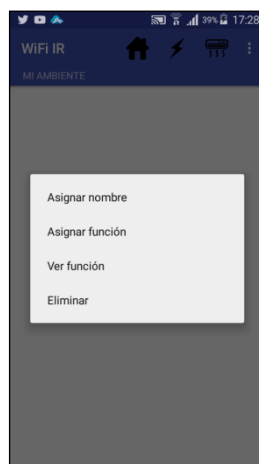 39% 17:28
WiFi IR
MI AMBIENTE
Asignar nombre
Asignar función
Ver función
Eliminar